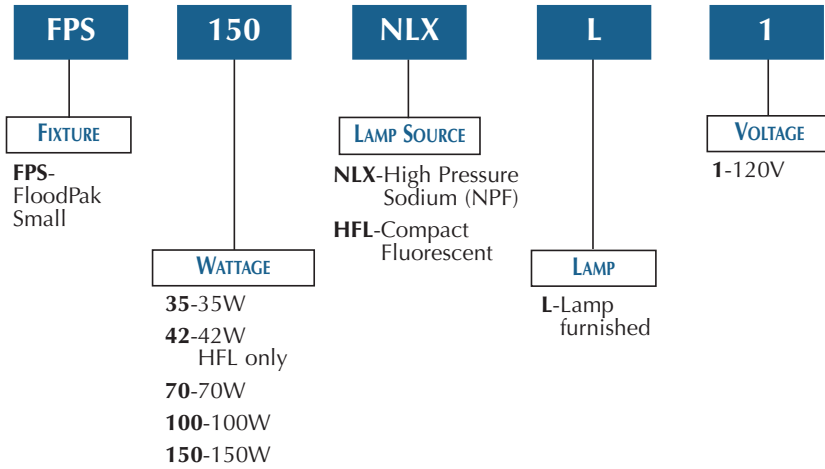 FPS 150 NLX L 1
FIXTURE
FPS-
FloodPak
Small
WATTAGE
35-35W
42-42W
HFL only
70-70W
100-100W
150-150W
LAMP SOURCE
NLX-High Pressure
Sodium (NPF)
HFL-Compact
Fluorescent
LAMP
L-Lamp
furnished
VOLTAGE
1-120V